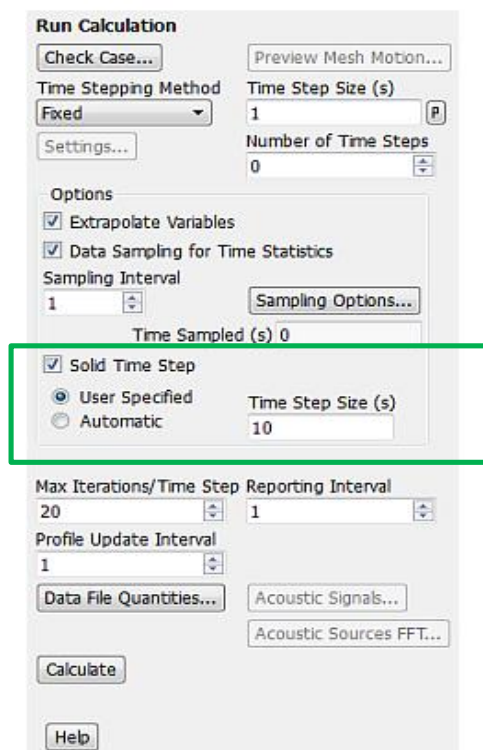 Run Calculation
Check Case... Preview Mesh Motion...
Time Stepping Method Time Step Size (s)
Fixed 1 P
Settings... Number of Time Steps
0
Options
Extrapolate Variables
Data Sampling for Time Statistics
Sampling Interval
1 Sampling Options...
Time Sampled (s) 0
Solid Time Step
User Specified Time Step Size (s)
Automatic 10
Max Iterations/Time Step Reporting Interval
20 1
Profile Update Interval
1
Data File Quantities... Acoustic Signals...
Acoustic Sources FFT...
Calculate
Help